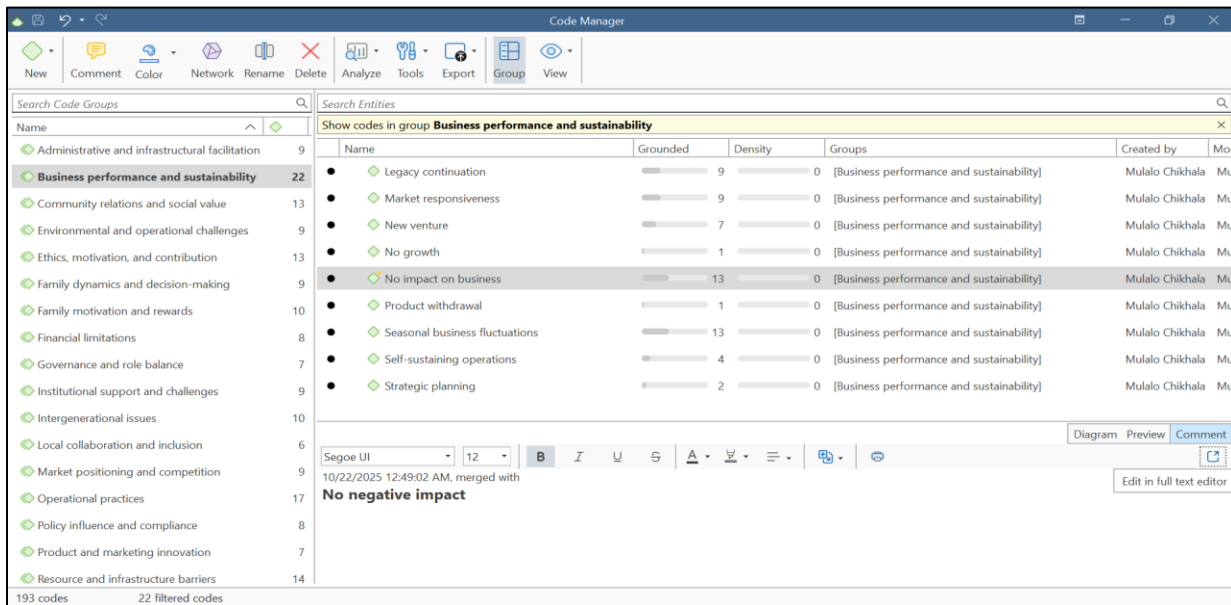 Code Manager
New Comment Color Network Rename Delete Analyze Tools Export Group View
Search Code Groups
Name
Administrative and infrastructural facilitation 9
Business performance and sustainability 22
Community relations and social value 13
Environmental and operational challenges 9
Ethics, motivation, and contribution 13
Family dynamics and decision-making 9
Family motivation and rewards 10
Financial limitations 8
Governance and role balance 7
Institutional support and challenges 9
Intergenerational issues 10
Local collaboration and inclusion 6
Market positioning and competition 9
Operational practices 17
Policy influence and compliance 8
Product and marketing innovation 7
Resource and infrastructure barriers 14
Search Entities
Show codes in group Business performance and sustainability
Name Grounded Density Groups Created by Mo
Legacy continuation 9 0 [Business performance and sustainability] Mulalo Chikhala Mu
Market responsiveness 9 0 [Business performance and sustainability] Mulalo Chikhala Mu
New venture 7 0 [Business performance and sustainability] Mulalo Chikhala Mu
No growth 1 0 [Business performance and sustainability] Mulalo Chikhala Mu
No impact on business 13 0 [Business performance and sustainability] Mulalo Chikhala Mu
Product withdrawal 1 0 [Business performance and sustainability] Mulalo Chikhala Mu
Seasonal business fluctuations 13 0 [Business performance and sustainability] Mulalo Chikhala Mu
Self-sustaining operations 4 0 [Business performance and sustainability] Mulalo Chikhala Mu
Strategic planning 2 0 [Business performance and sustainability] Mulalo Chikhala Mu
Diagram Preview Comment
Segoe UI 12 B I U S A
Edit in full text editor
10/22/2025 12:49:02 AM, merged with
No negative impact
193 codes 22 filtered codes